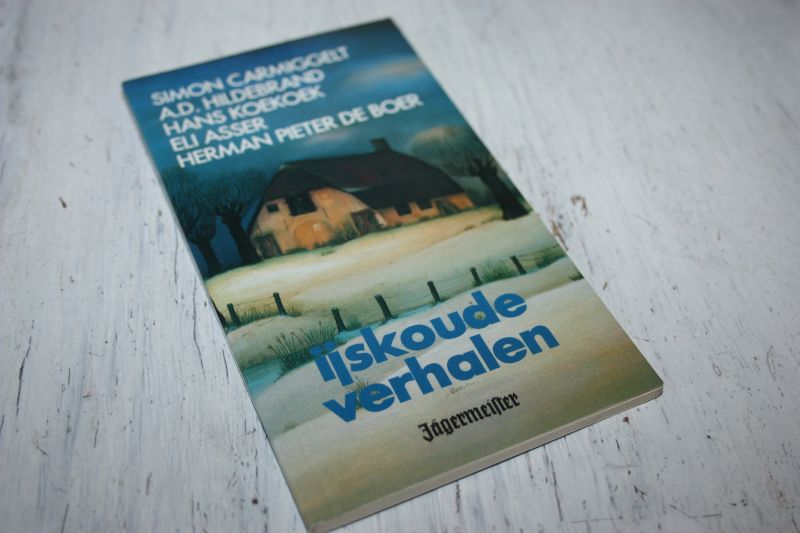 SIMON CARMIGGELT
A.D. HILDEBRAND
HANS KOEKOEK
ELI ASSER
HERMAN PIETER DE BOER
ijskoude
verhalen
Jägermeiſter